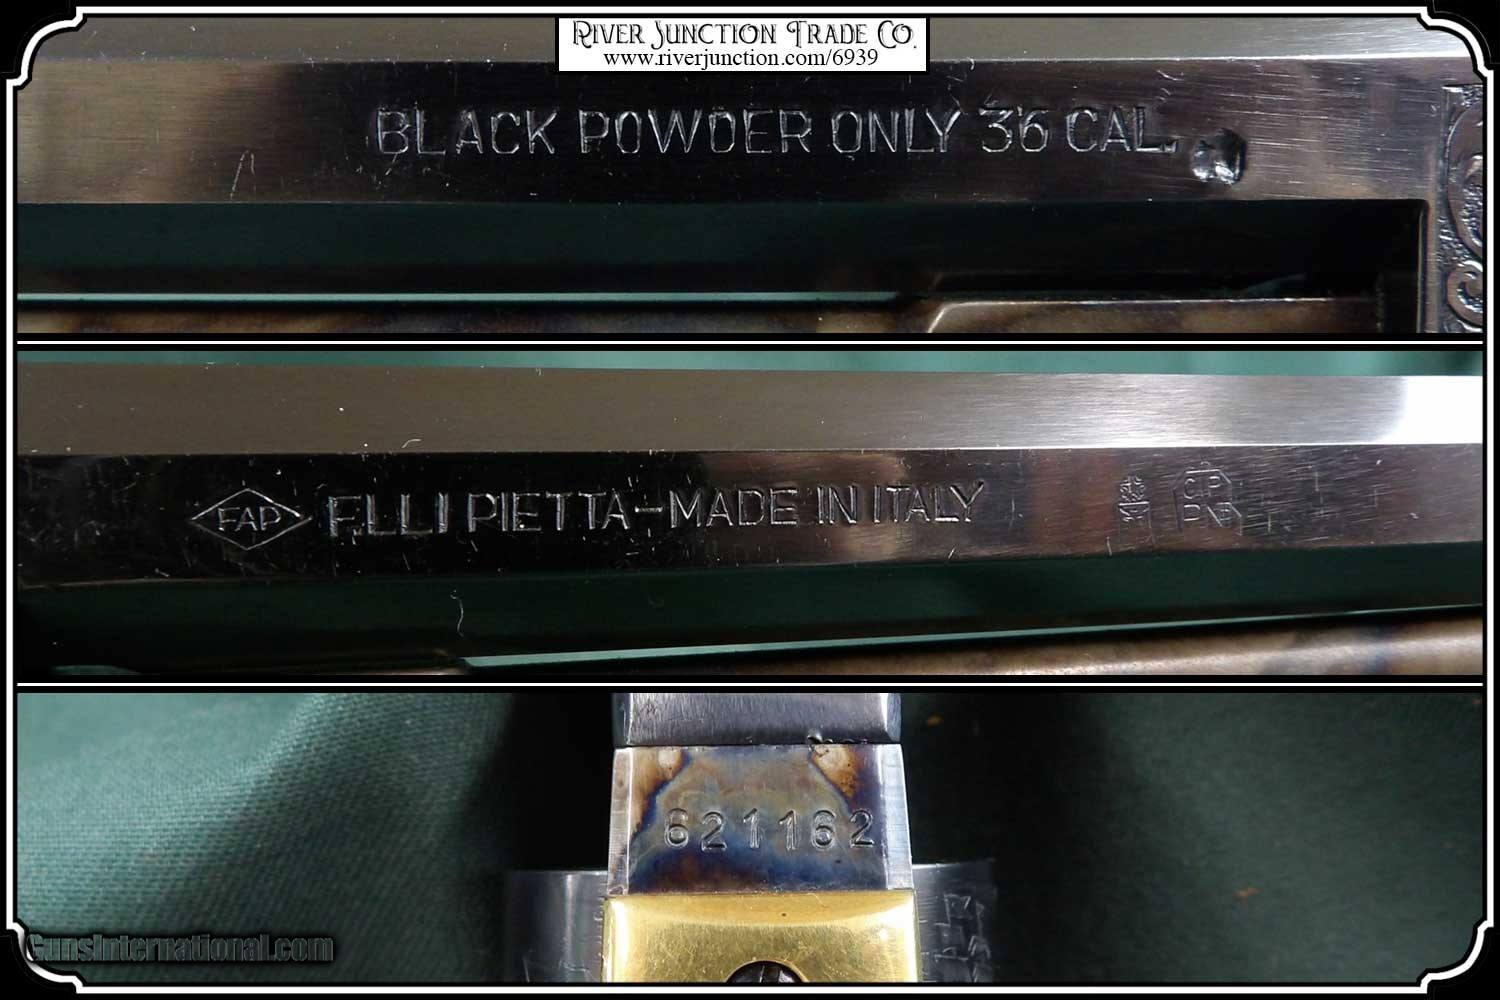 River Junction Trade Co.
www.riverjunction.com/6939
BLACK POWDER ONLY 36 CAL.
FAP F.LLI PIETTA-MADE IN ITALY
621162
GunsInternational.com